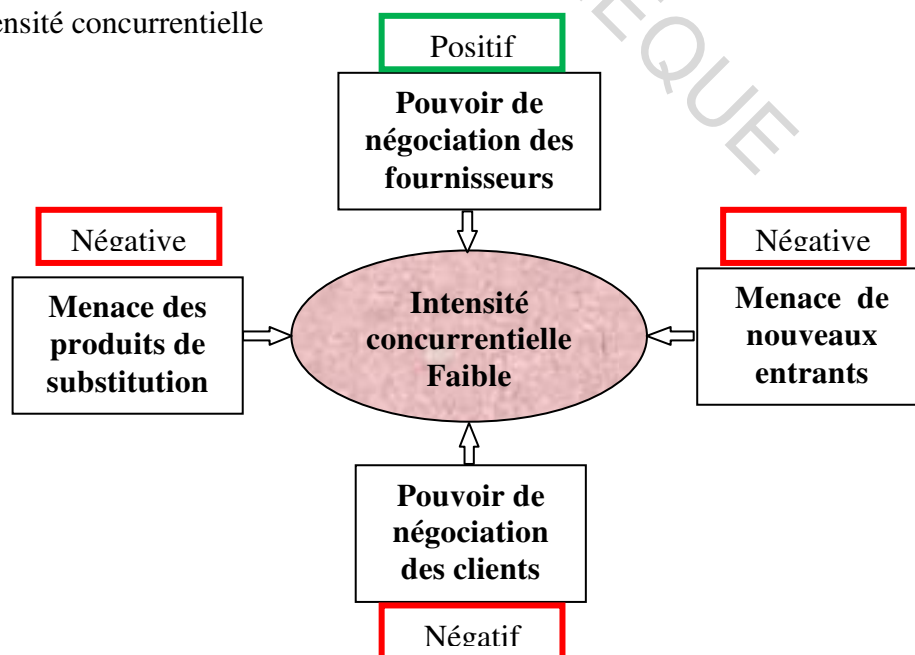 ensité concurrentielle
EQUE
Positif
Pouvoir de
négociation des
fournisseurs
Négative
Négative
Menace des
produits de
substitution
Intensité
concurrentielle
Faible
Menace de
nouveaux
entrants
Pouvoir de
négociation
des clients
Négatif